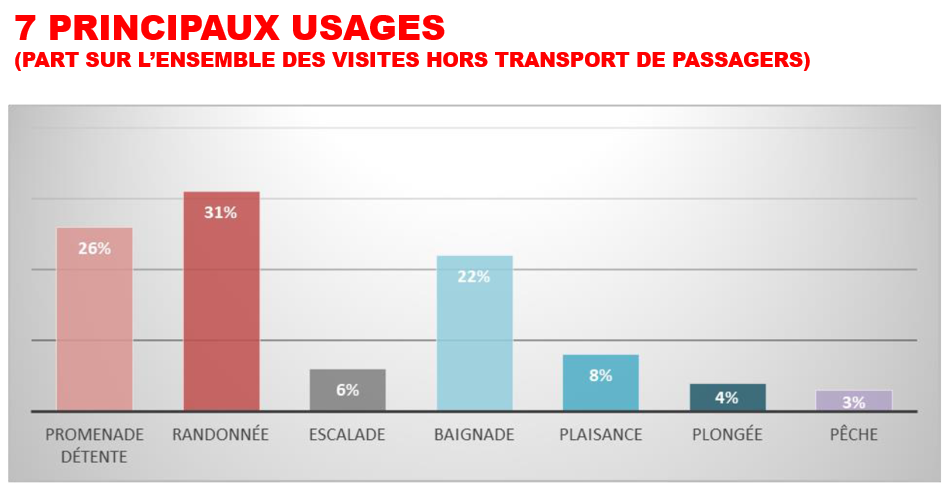 7 PRINCIPAUX USAGES
(PART SUR L’ENSEMBLE DES VISITES HORS TRANSPORT DE PASSAGERS)
26%
31%
6%
22%
8%
4%
3%
PROMENADE
DÉTENTE
RANDONNÉE
ESCALADE
BAIGNADE
PLAISANCE
PLONGÉE
PÊCHE